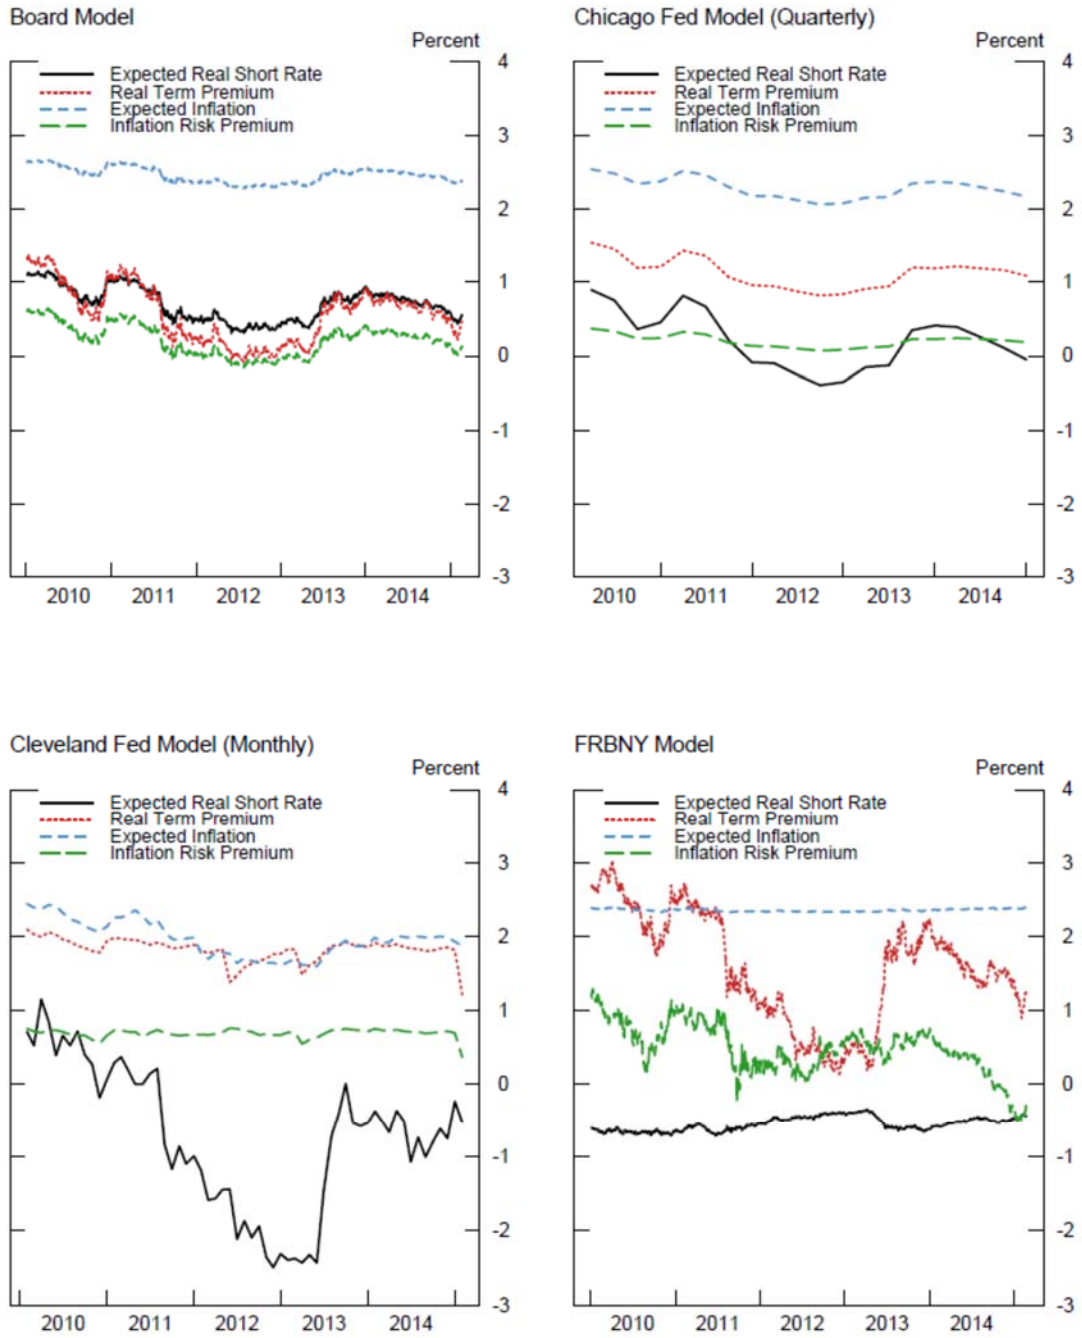 Board Model
Percent
Expected Real Short Rate
Real Term Premium
Expected Inflation
Inflation Risk Premium
4
3
2
1
0
-1
-2
-3
2010 2011 2012 2013 2014
Chicago Fed Model (Quarterly)
Percent
Expected Real Short Rate
Real Term Premium
Expected Inflation
Inflation Risk Premium
4
3
2
1
0
-1
-2
-3
2010 2011 2012 2013 2014
Cleveland Fed Model (Monthly)
Percent
Expected Real Short Rate
Real Term Premium
Expected Inflation
Inflation Risk Premium
4
3
2
1
0
-1
-2
-3
2010 2011 2012 2013 2014
FRBNY Model
Percent
Expected Real Short Rate
Real Term Premium
Expected Inflation
Inflation Risk Premium
4
3
2
1
0
-1
-2
-3
2010 2011 2012 2013 2014